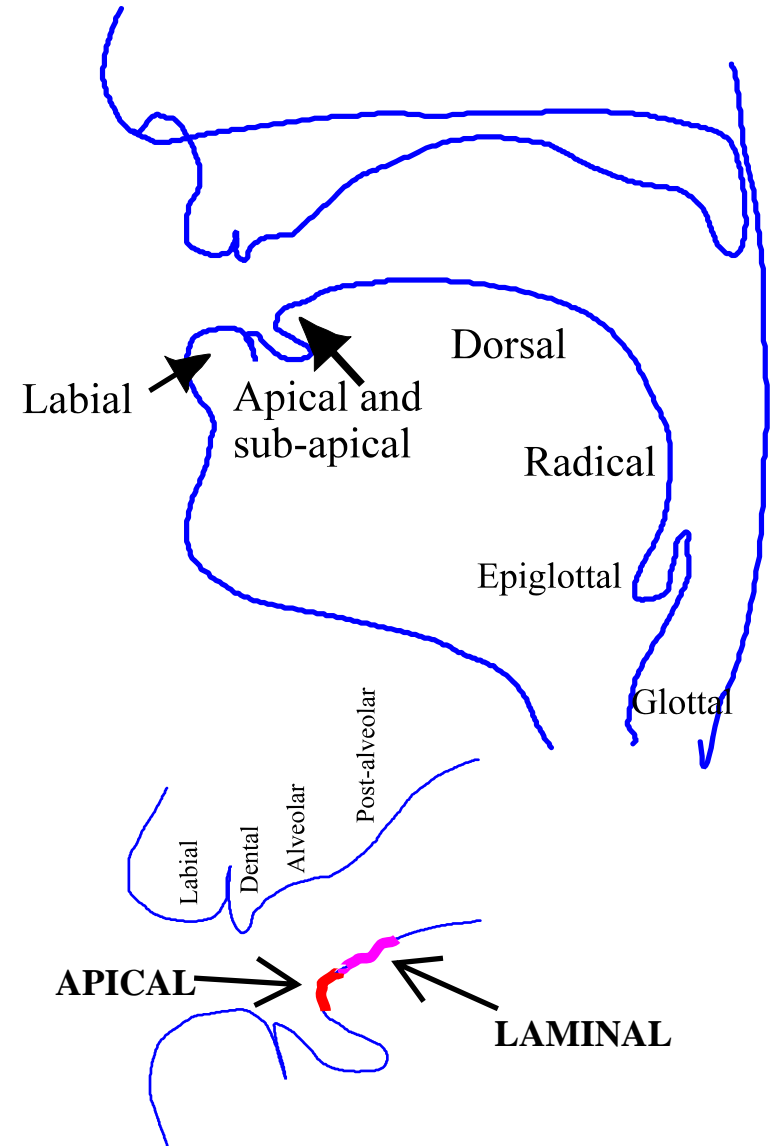 Dorsal
Labial
Apical and
sub-apical
Radical
Epiglottal
Glottal
Labial
Dental
Alveolar
Post-alveolar
APICAL
LAMINAL